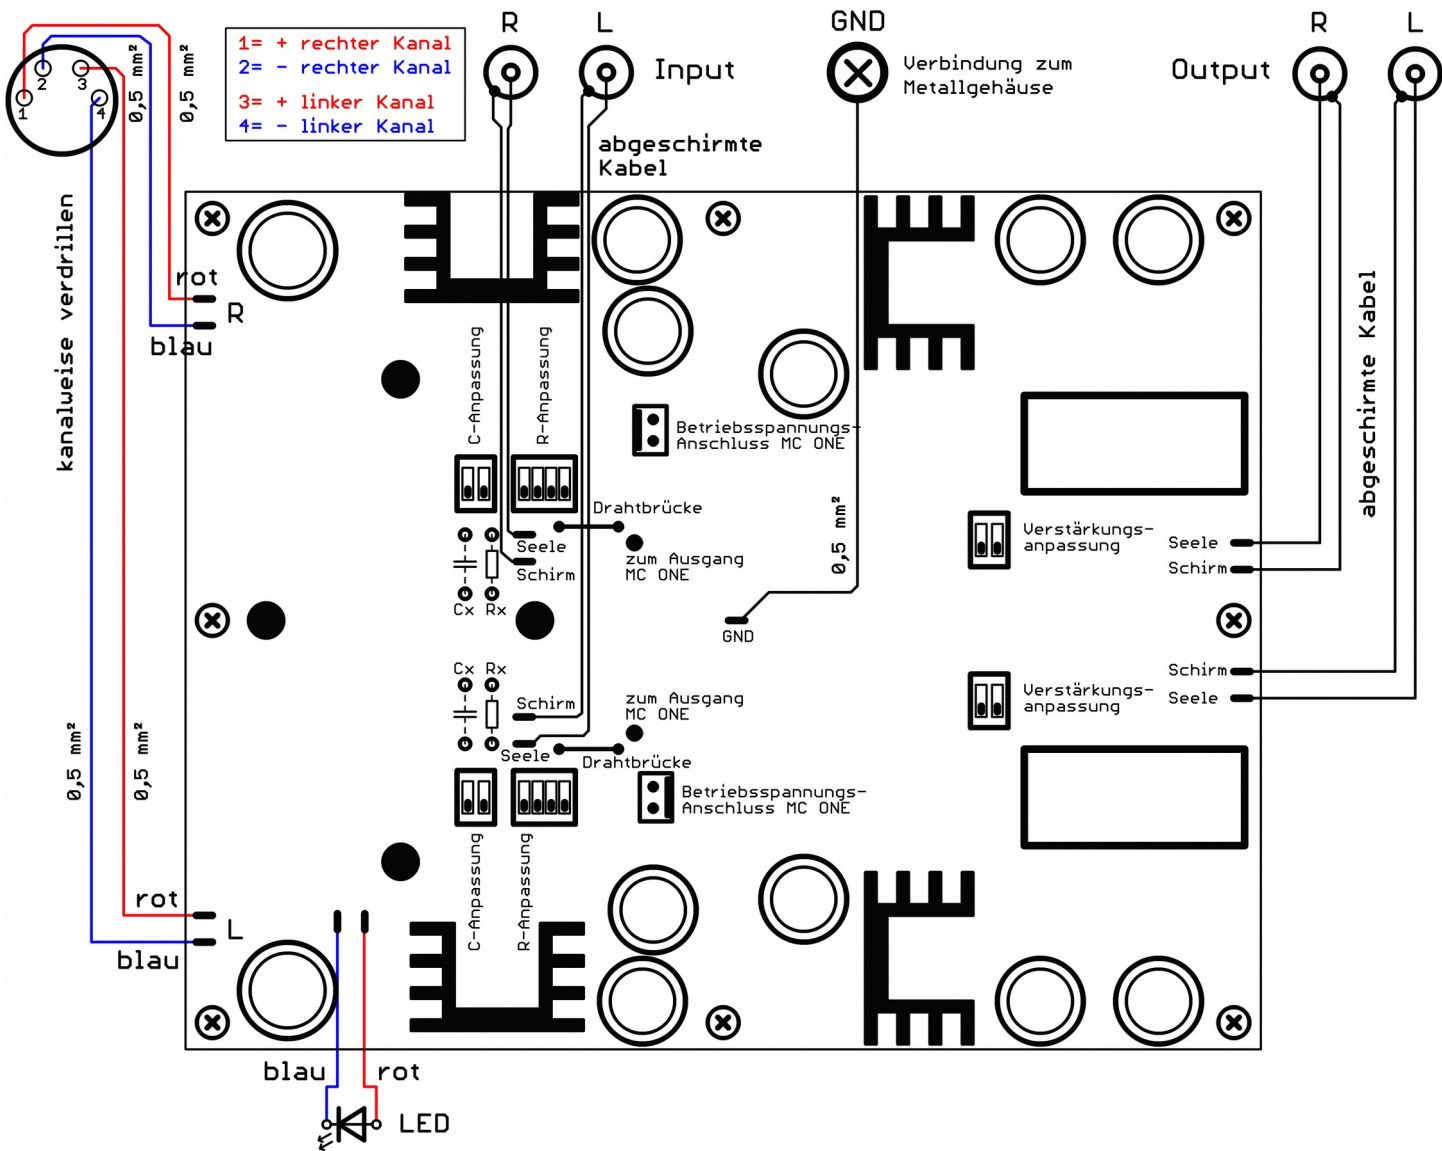 R
L
GND
R
L
1= + rechter Kanal
2= - rechter Kanal
3= + linker Kanal
4= - linker Kanal
Input
Verbindung zum
Metallgehäuse
Output
1
2
3
4
0,5 mm²
0,5 mm²
abgeschirmte
Kabel
kanalweise verdrillen
rot
R
blau
C-Anpassung
R-Anpassung
Betriebsspannungs-
Anschluss MC ONE
abgeschirmte Kabel
0,5 mm²
Drahtbrücke
Seele
Schirm
zum Ausgang
MC ONE
Verstärkungs-
anpassung
Seele
Schirm
Cx
Rx
GND
Cx
Rx
Schirm
Seele
zum Ausgang
MC ONE
Drahtbrücke
Verstärkungs-
anpassung
Schirm
Seele
0,5 mm²
0,5 mm²
Betriebsspannungs-
Anschluss MC ONE
C-Anpassung
R-Anpassung
rot
L
blau
blau
rot
LED